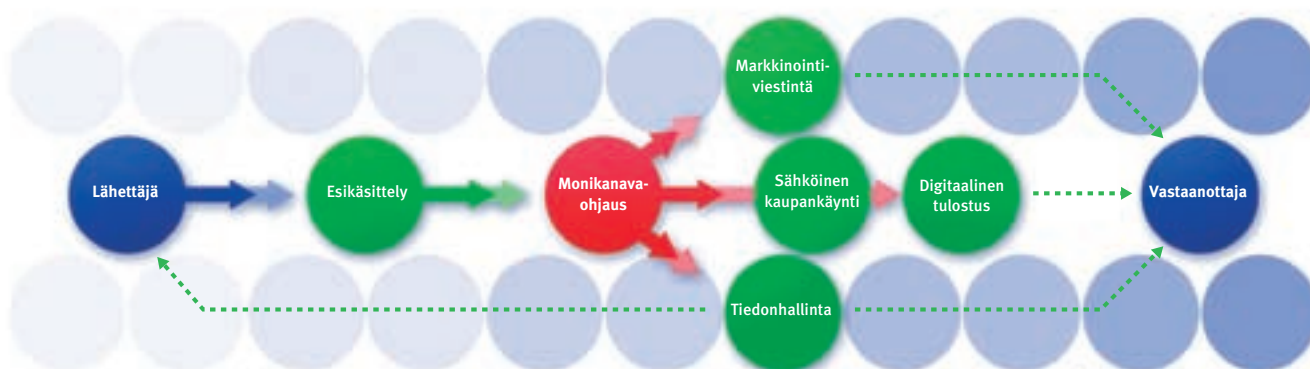 Markkinointi-
viestintä
Lähettäjä
Esikäsittely
Monikanava-
ohjaus
Sähköinen
kaupankäynti
Digitaalinen
tulostus
Vastaanottaja
Tiedonhallinta